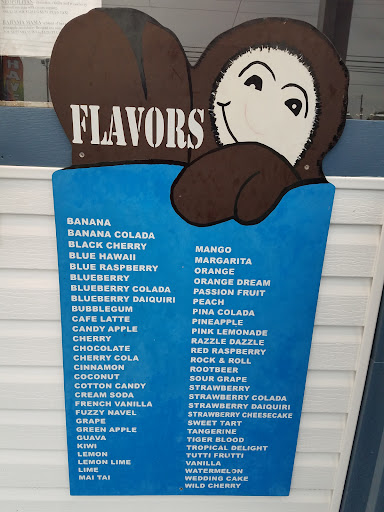 FLAVORS
BANANA
BANANA COLADA
BLACK CHERRY
BLUE HAWAII
BLUE RASPBERRY
BLUEBERRY
BLUEBERRY COLADA
BLUEBERRY DAIQUIRI
BUBBLEGUM
CAFE LATTE
CANDY APPLE
CHERRY
CHOCOLATE
CHERRY COLA
CINNAMON
COCONUT
COTTON CANDY
CREAM SODA
FRENCH VANILLA
FUZZY NAVEL
GRAPE
GREEN APPLE
GUAVA
KIWI
LEMON
LEMON LIME
LIME
MAI TAI
MANGO
MARGARITA
ORANGE
ORANGE DREAM
PASSION FRUIT
PEACH
PINA COLADA
PINEAPPLE
PINK LEMONADE
RAZZLE DAZZLE
RED RASPBERRY
ROCK & ROLL
ROOTBEER
SOUR GRAPE
STRAWBERRY
STRAWBERRY COLADA
STRAWBERRY DAIQUIRI
STRAWBERRY CHEESECAKE
SWEET TART
TANGERINE
TIGER BLOOD
TROPICAL DELIGHT
TUTTI FRUTTI
VANILLA
WATERMELON
WEDDING CAKE
WILD CHERRY